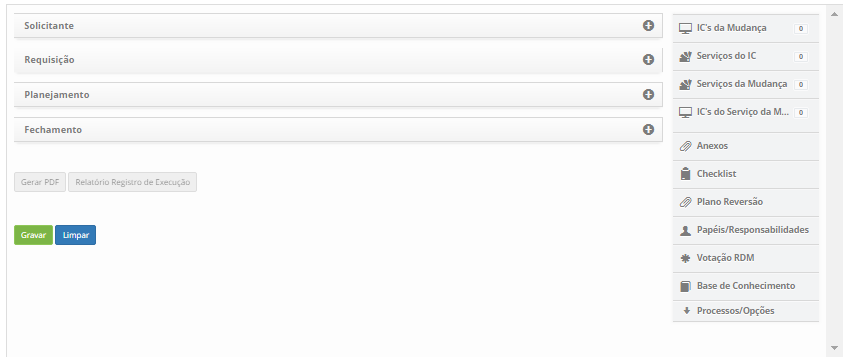 Solicitante
Requisição
Planejamento
Fechamento
Gerar PDF Relatório Registro de Execução
Gravar Limpar
IC's da Mudança 0
Serviços do IC 0
Serviços da Mudança 0
IC's do Serviço da M... 0
Anexos
Checklist
Plano Reversão
Papéis/Responsabilidades
Votação RDM
Base de Conhecimento
Processos/Opções